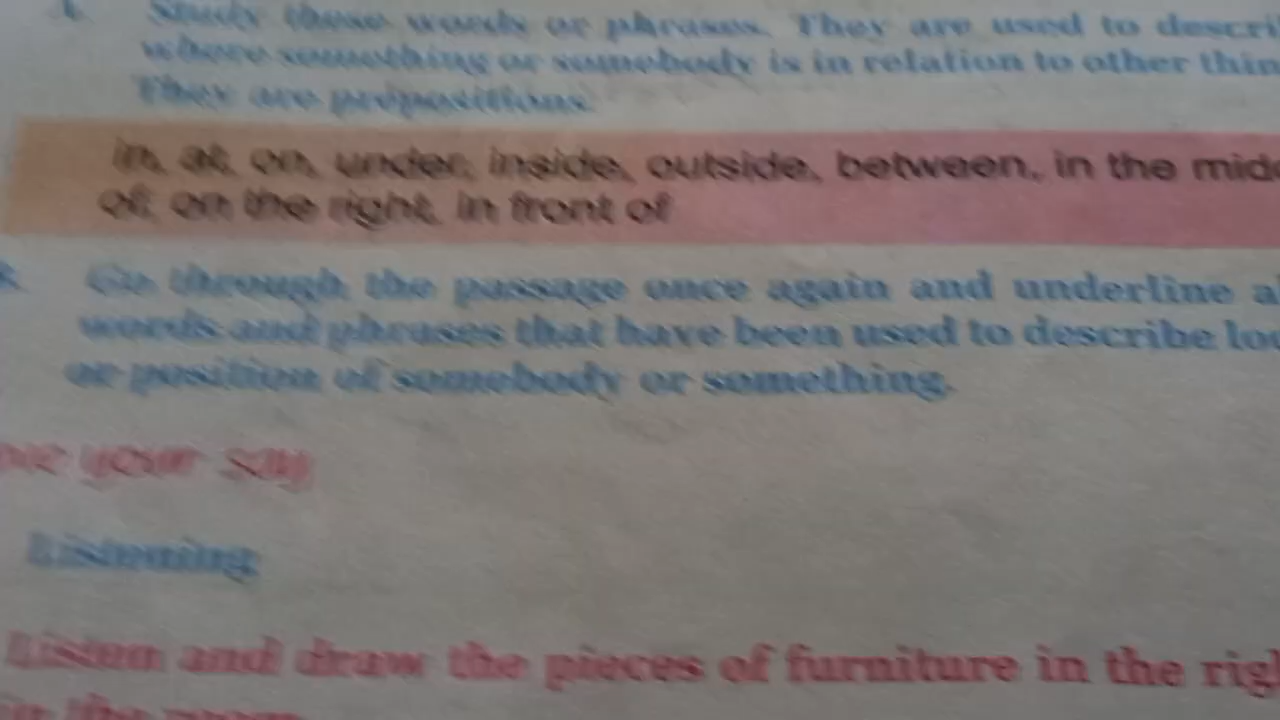 Study these words or phrases. They are used to descri
where something or somebody is in relation to other thin
They are prepositions.
in, at, on, under, inside, outside, between, in the midd
of, on the right, in front of
Go through the passage once again and underline a
words and phrases that have been used to describe loc
or position of somebody or something.
your say
Listening
Listen and draw the pieces of furniture in the righ
in the room